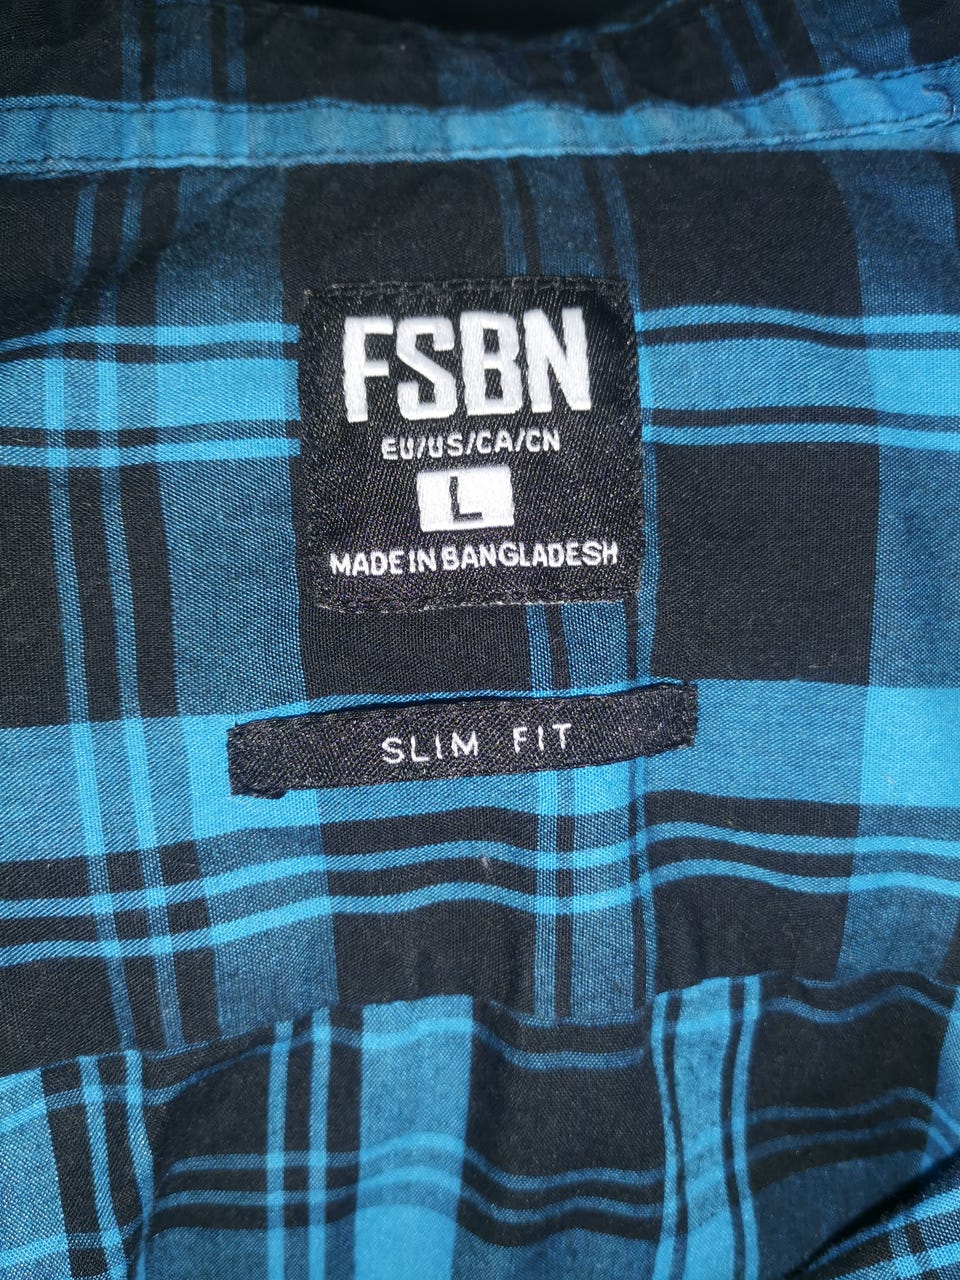 FSBN
EU/US/CA/CN
L
MADE IN BANGLADESH
SLIM FIT